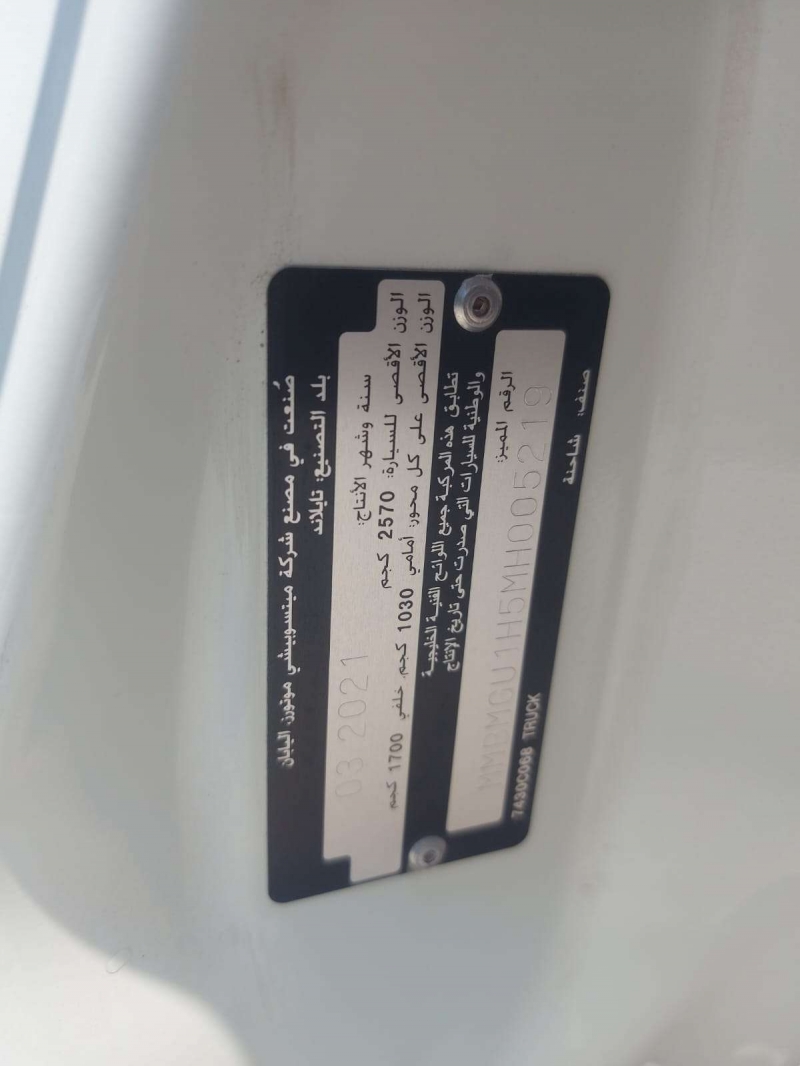 صُنعت في مصنع شركة ميتسوبيشي موتورز، اليابان
بلد التصنيع: تايلاند
سنة وشهر الأنتاج: 03 2021
الوزن الأقصى للسيارة: 2570 كجم
الوزن الأقصى على كل محور: أمامي 1030 كجم، خلفي 1700 كجم
تطابق هذه المركبة جميع اللوائح الفنية الخليجية
والوطنية للسيارات التي صدرت حتى تاريخ الإنتاج
الرقم المميز:
MMBMGU1H5MH005219
صنف: شاحنة
7430C068 TRUCK